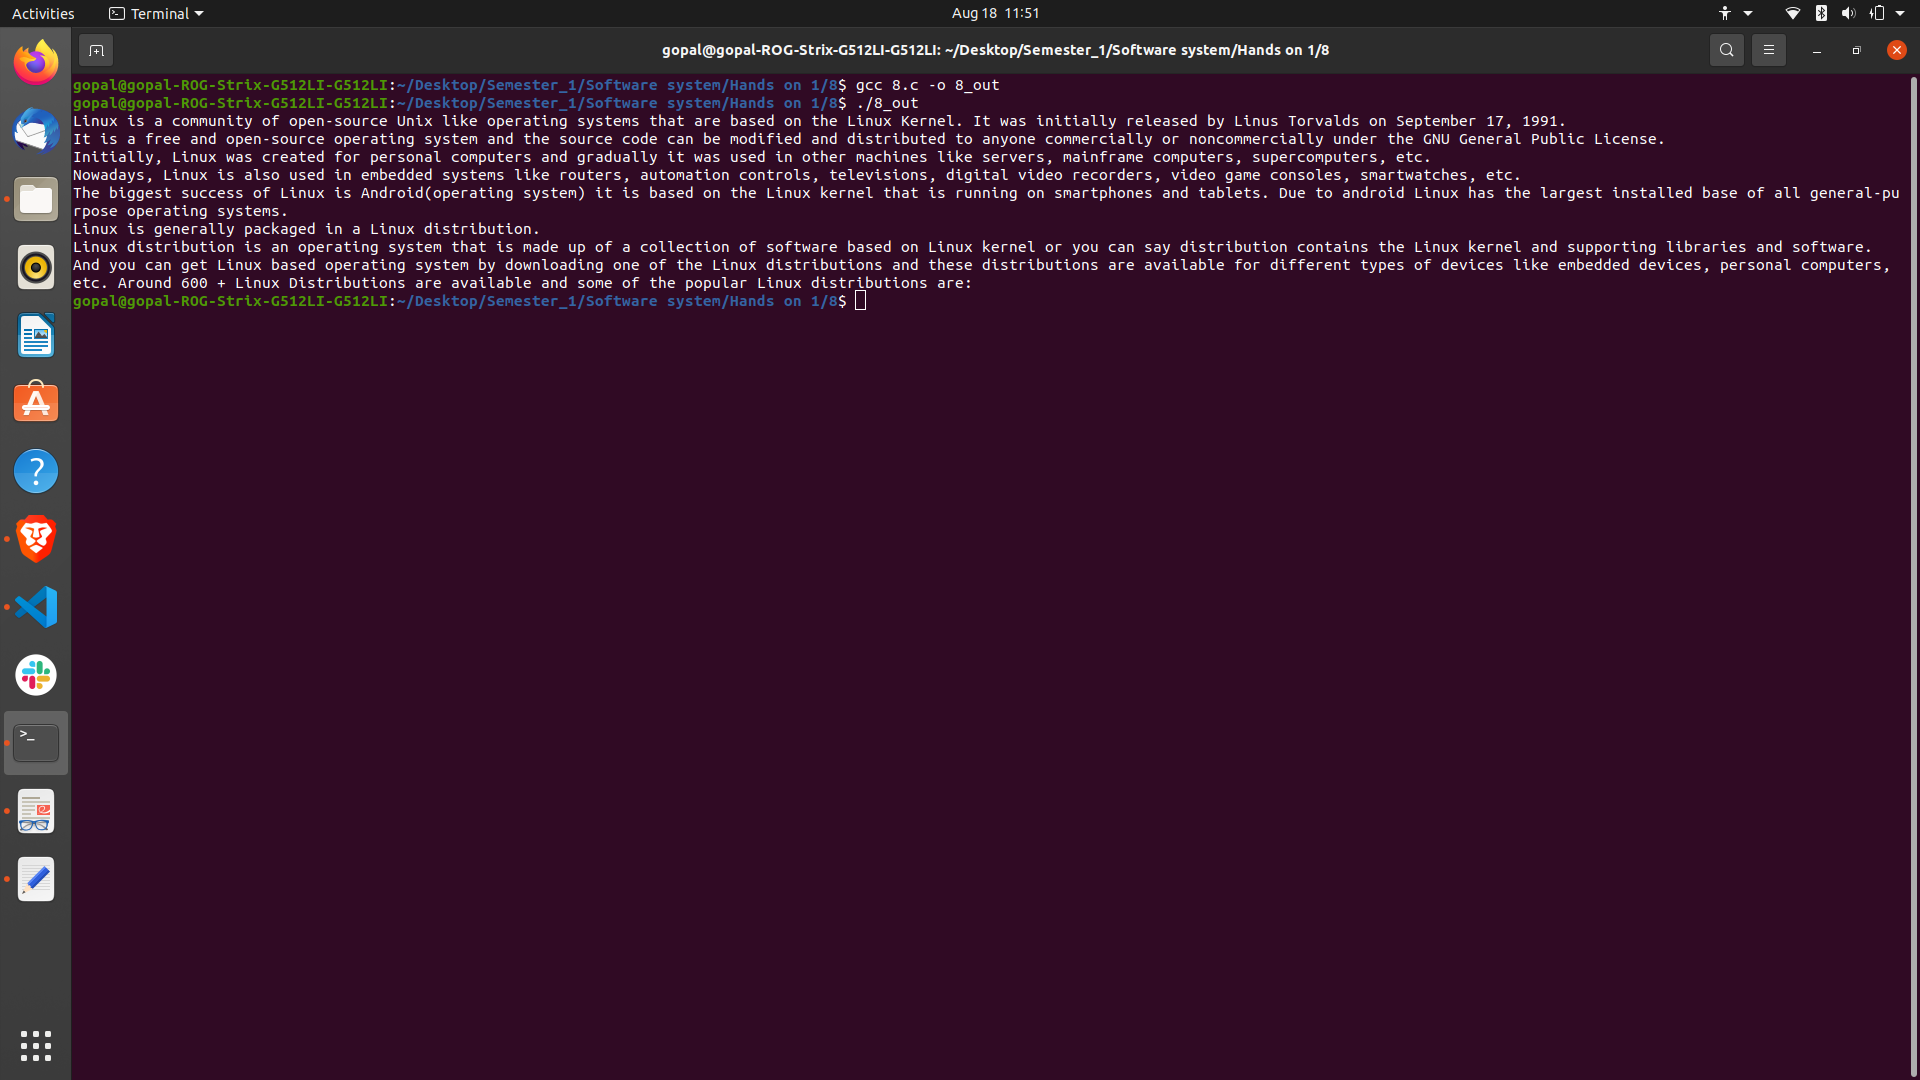 Activities Terminal Aug 18 11:51
gopal@gopal-ROG-Strix-G512LI-G512LI: ~/Desktop/Semester_1/Software system/Hands on 1/8
gopal@gopal-ROG-Strix-G512LI-G512LI:~/Desktop/Semester_1/Software system/Hands on 1/8$ gcc 8.c -o 8_out
gopal@gopal-ROG-Strix-G512LI-G512LI:~/Desktop/Semester_1/Software system/Hands on 1/8$ ./8_out
Linux is a community of open-source Unix like operating systems that are based on the Linux Kernel. It was initially released by Linus Torvalds on September 17, 1991.
It is a free and open-source operating system and the source code can be modified and distributed to anyone commercially or noncommercially under the GNU General Public License.
Initially, Linux was created for personal computers and gradually it was used in other machines like servers, mainframe computers, supercomputers, etc.
Nowadays, Linux is also used in embedded systems like routers, automation controls, televisions, digital video recorders, video game consoles, smartwatches, etc.
The biggest success of Linux is Android(operating system) it is based on the Linux kernel that is running on smartphones and tablets. Due to android Linux has the largest installed base of all general-pu
rpose operating systems.
Linux is generally packaged in a Linux distribution.
Linux distribution is an operating system that is made up of a collection of software based on Linux kernel or you can say distribution contains the Linux kernel and supporting libraries and software.
And you can get Linux based operating system by downloading one of the Linux distributions and these distributions are available for different types of devices like embedded devices, personal computers,
etc. Around 600 + Linux Distributions are available and some of the popular Linux distributions are:
gopal@gopal-ROG-Strix-G512LI-G512LI:~/Desktop/Semester_1/Software system/Hands on 1/8$